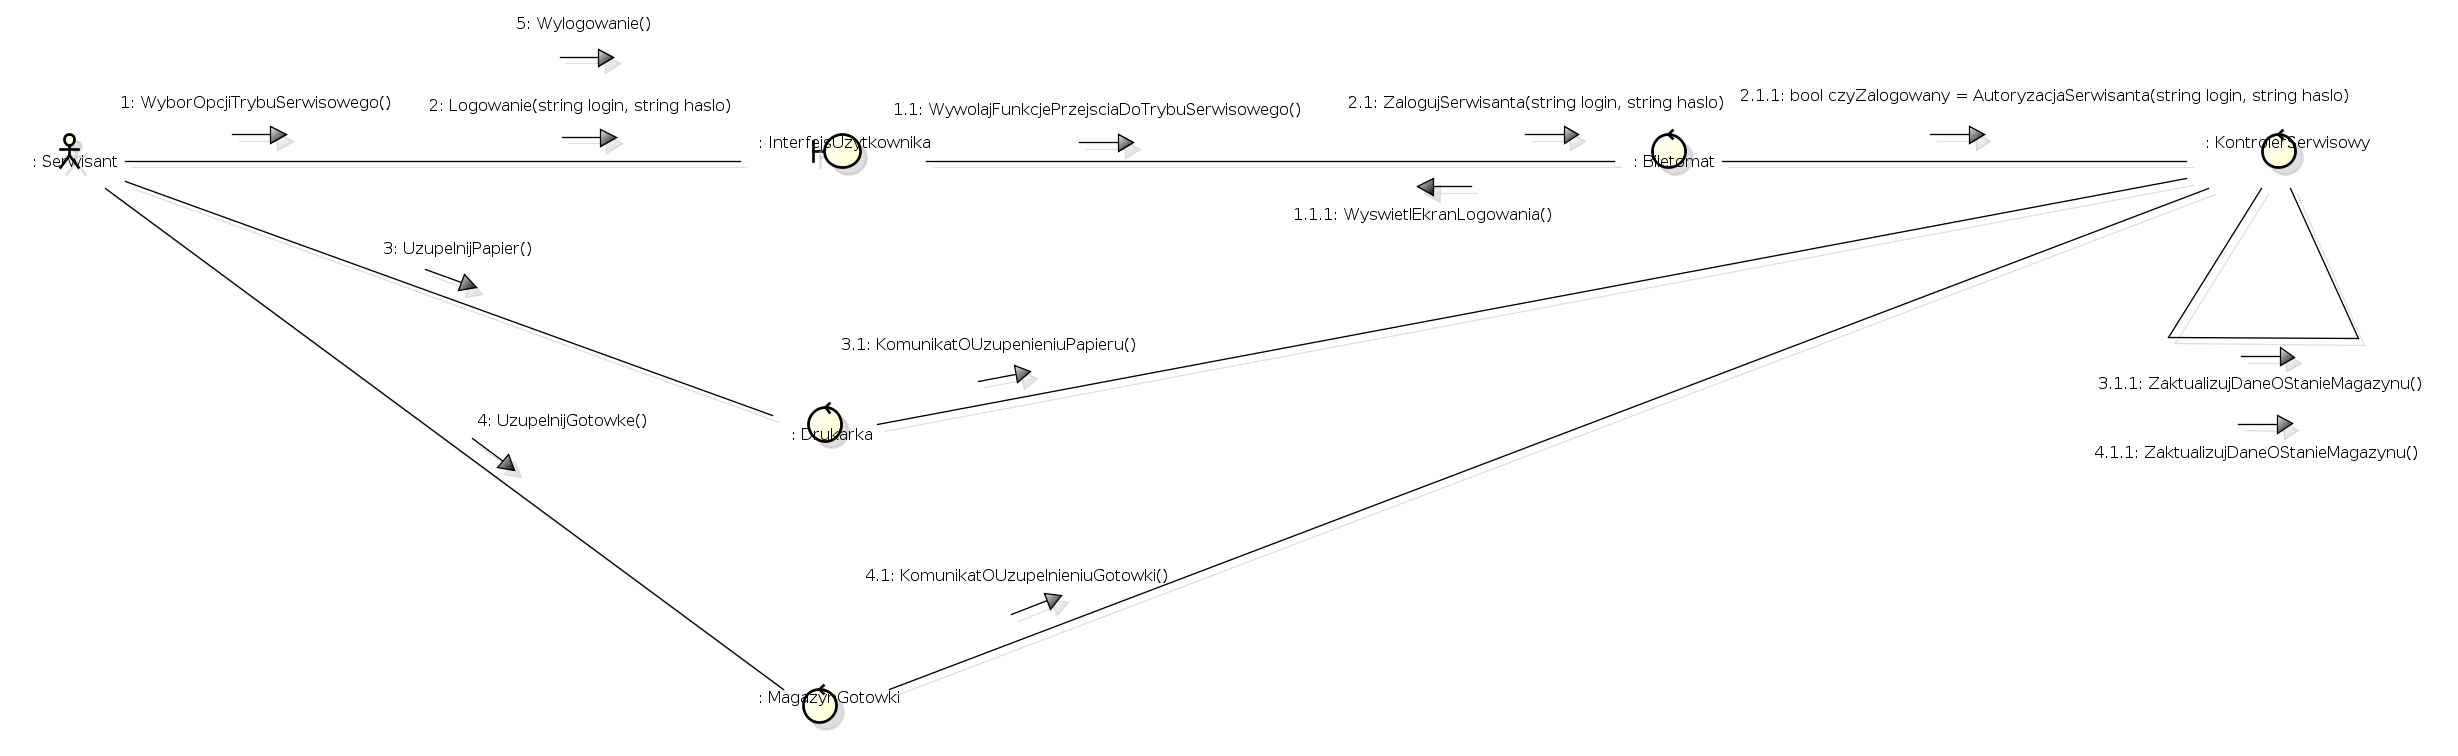 5: Wylogowanie()
1: WyborOpcjiTrybuSerwisowego()
2: Logowanie(string login, string haslo)
1.1: WywolajFunkcjePrzejsciaDoTrybuSerwisowego()
2.1: ZalogujSerwisanta(string login, string haslo)
2.1.1: bool czyZalogowany = AutoryzacjaSerwisanta(string login, string haslo)
: Serwisant
: InterfejsUzytkownika
: Biletomat
: KontrolerSerwisowy
1.1.1: WyswietlEkranLogowania()
3: UzupelnijPapier()
3.1: KomunikatOUzupenieniuPapieru()
3.1.1: ZaktualizujDaneOStanieMagazynu()
4: UzupelnijGotowke()
: Drukarka
4.1.1: ZaktualizujDaneOStanieMagazynu()
4.1: KomunikatOUzupelnieniuGotowki()
: MagazynGotowki